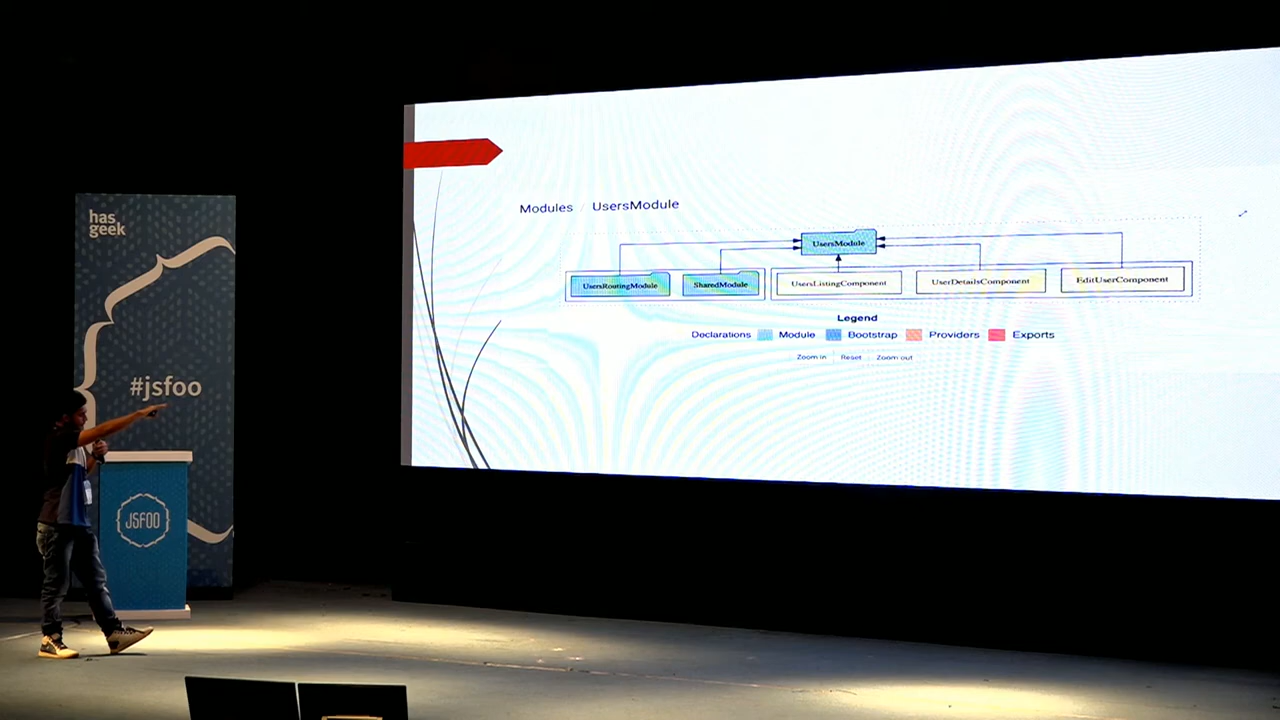 has
geek
#jsfoo
JSFOO
Modules / UsersModule
UsersModule
UsersRoutingModule SharedModule UsersListingComponent UserDetailsComponent EditUserComponent
Legend
Declarations Module Bootstrap Providers Exports
Zoom in Reset Zoom out